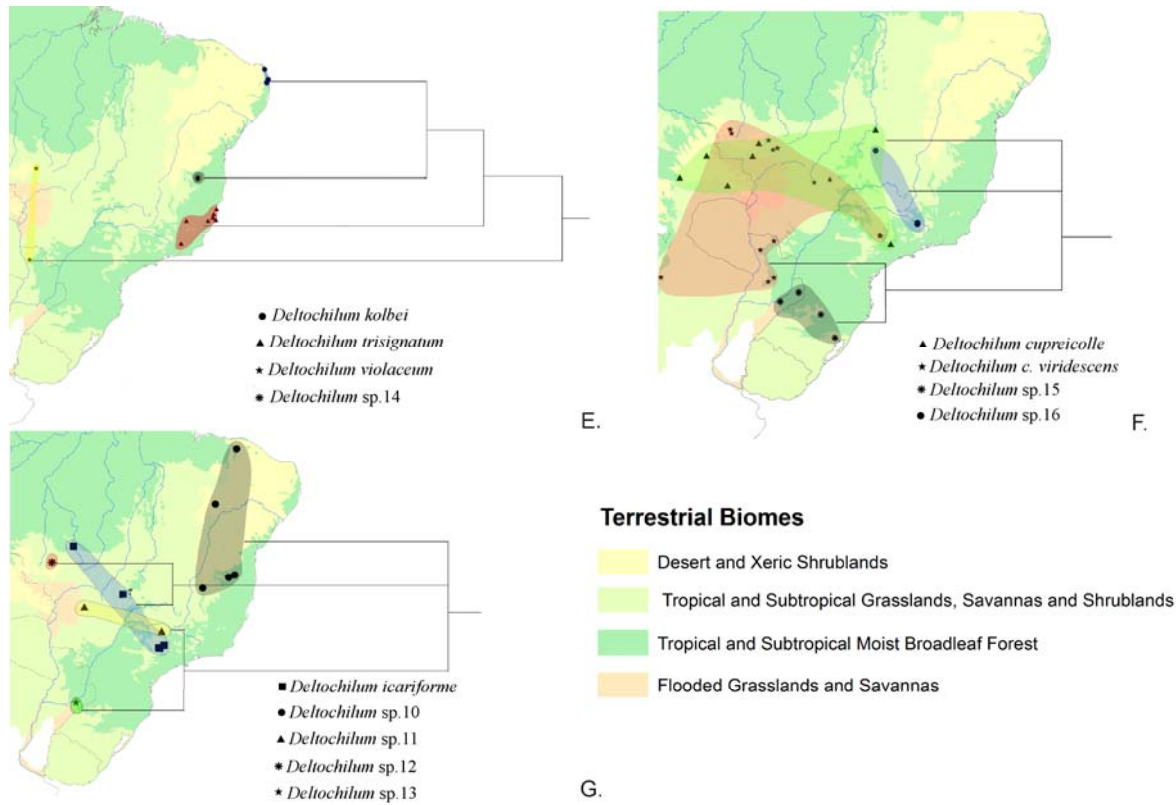 Deltochilum kolbei
Deltochilum trisignatum
Deltochilum violaceum
Deltochilum sp.14
E.
Deltochilum cupreicolle
Deltochilum c. viridescens
Deltochilum sp.15
Deltochilum sp.16
F.
Deltochilum icariforme
Deltochilum sp.10
Deltochilum sp.11
Deltochilum sp.12
Deltochilum sp.13
G.
Terrestrial Biomes
Desert and Xeric Shrublands
Tropical and Subtropical Grasslands, Savannas and Shrublands
Tropical and Subtropical Moist Broadleaf Forest
Flooded Grasslands and Savannas